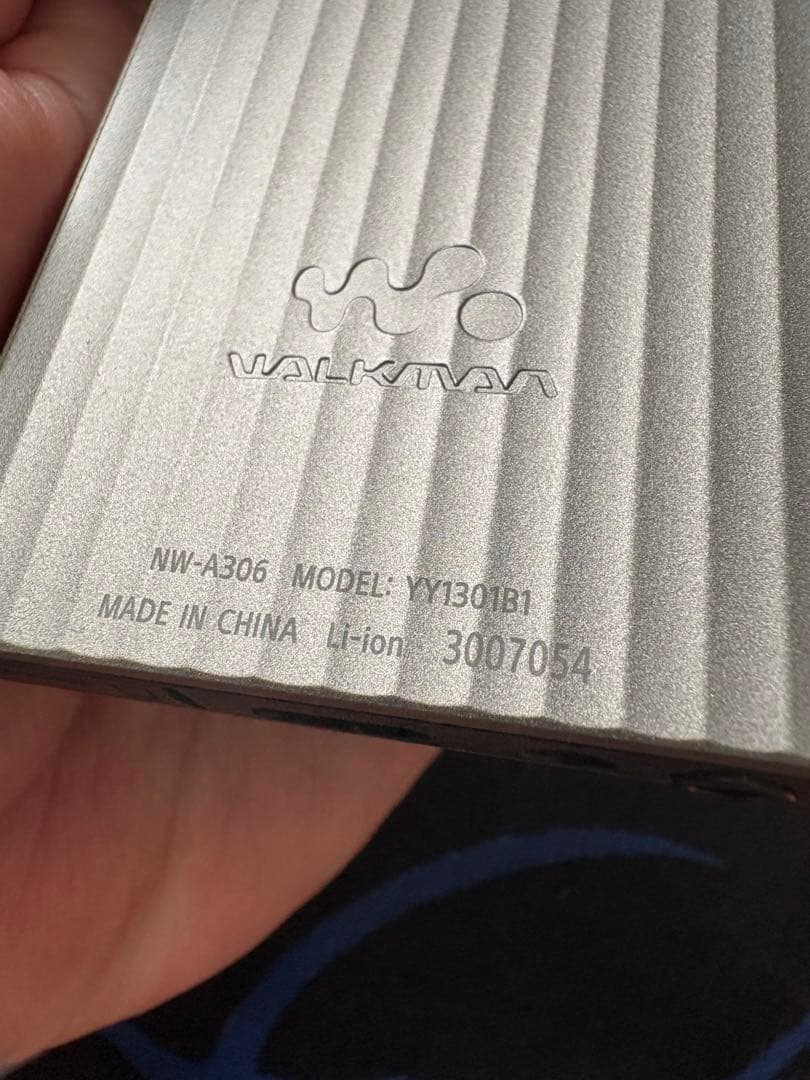 WALKMAN
NW-A306 MODEL: YY1301B1
MADE IN CHINA Li-ion 3007054